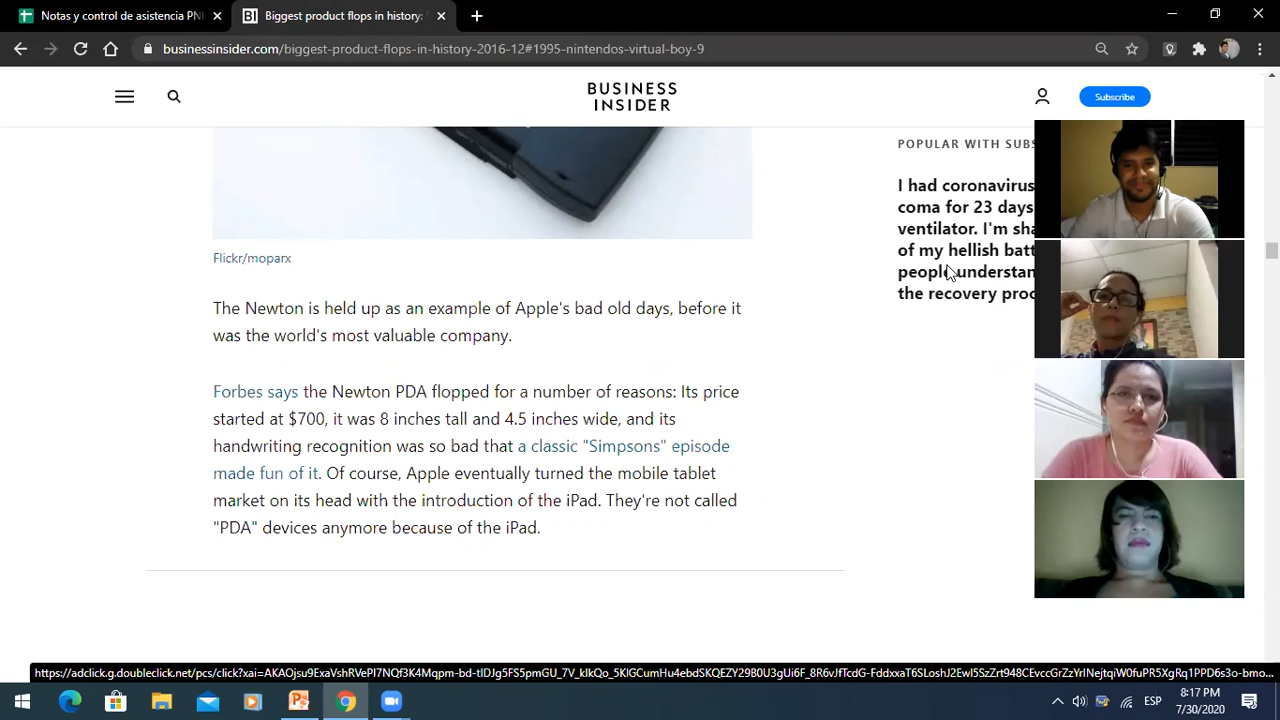 Notas y control de asistencia PNI
Biggest product flops in history:
businessinsider.com/biggest-product-flops-in-history-2016-12#1995-nintendos-virtual-boy-9
BUSINESS
INSIDER
Subscribe
POPULAR WITH SUBS
I had coronavirus
coma for 23 days
ventilator. I'm sha
of my hellish batt
people understan
the recovery proc
Flickr/moparx
The Newton is held up as an example of Apple's bad old days, before it
was the world's most valuable company.
Forbes says the Newton PDA flopped for a number of reasons: Its price
started at $700, it was 8 inches tall and 4.5 inches wide, and its
handwriting recognition was so bad that a classic "Simpsons" episode
made fun of it. Of course, Apple eventually turned the mobile tablet
market on its head with the introduction of the iPad. They're not called
"PDA" devices anymore because of the iPad.
ESP
8:17 PM
7/30/2020